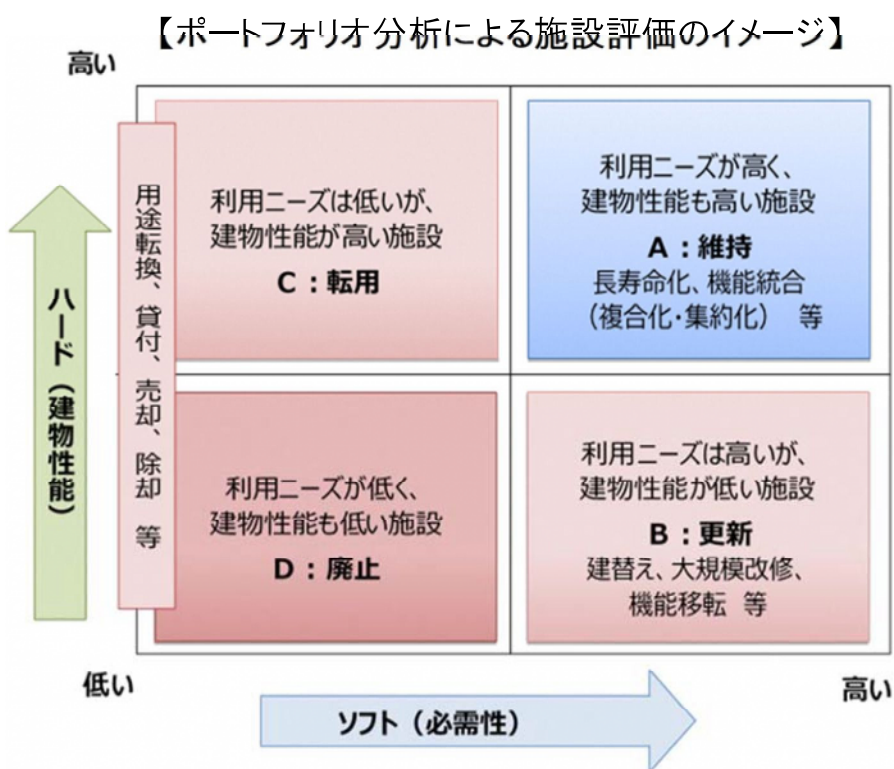 【ポートフォリオ分析による施設評価のイメージ】
高い
ハード（建物性能）
用途転換、貸付、売却、除却　等
利用ニーズは低いが、
建物性能が高い施設
C：転用
利用ニーズが高く、
建物性能も高い施設
A：維持
長寿命化、機能統合
（複合化・集約化）　等
利用ニーズが低く、
建物性能も低い施設
D：廃止
利用ニーズは高いが、
建物性能が低い施設
B：更新
建替え、大規模改修、
機能移転　等
低い
ソフト（必需性）
高い